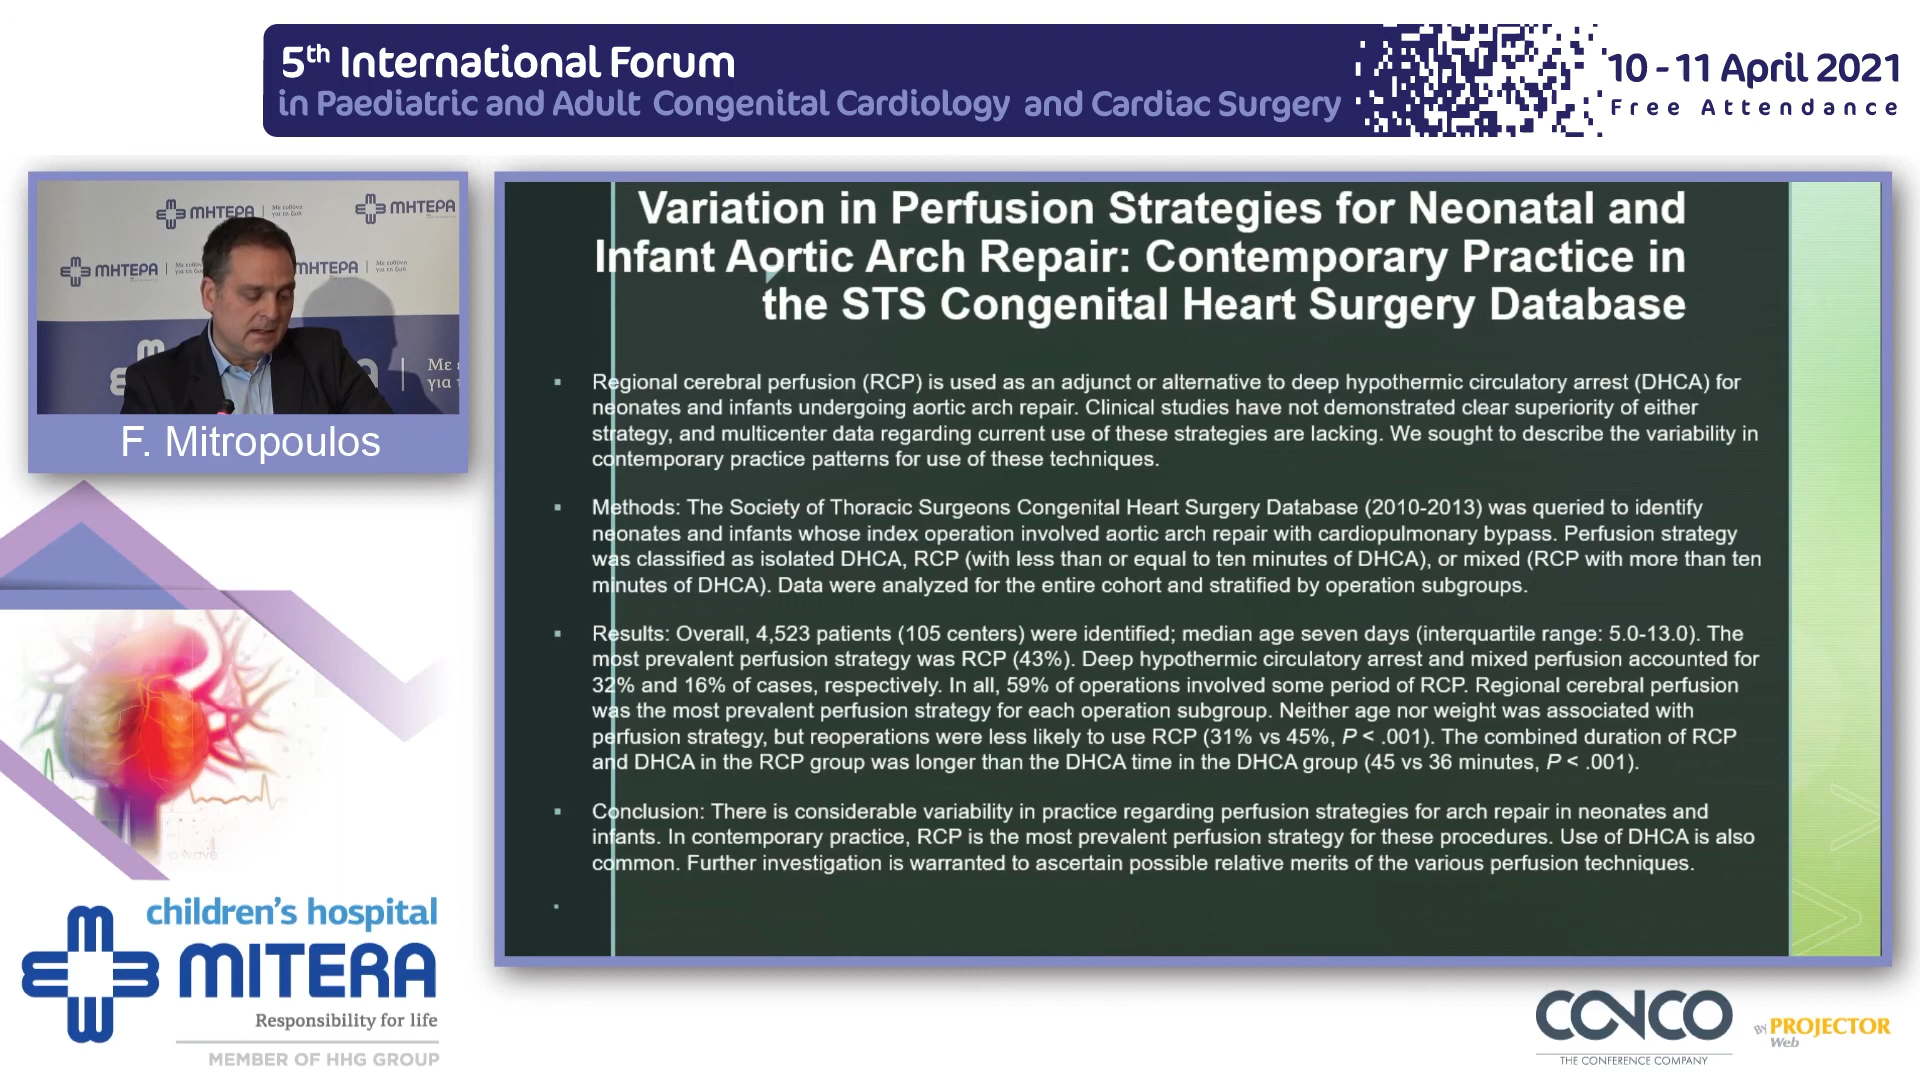 5th International Forum
in Paediatric and Adult Congenital Cardiology and Cardiac Surgery
10 - 11 April 2021
Free Attendance
ΜΗΤΕΡΑ
Με ευθύνη
για τη ζωή
ΜΗΤΕΡΑ
ΜΗΤΕΡΑ
ΜΗΤΕΡΑ
Με
για
F. Mitropoulos
Variation in Perfusion Strategies for Neonatal and
Infant Aortic Arch Repair: Contemporary Practice in
the STS Congenital Heart Surgery Database
▪ Regional cerebral perfusion (RCP) is used as an adjunct or alternative to deep hypothermic circulatory arrest (DHCA) for
neonates and infants undergoing aortic arch repair. Clinical studies have not demonstrated clear superiority of either
strategy, and multicenter data regarding current use of these strategies are lacking. We sought to describe the variability in
contemporary practice patterns for use of these techniques.
▪ Methods: The Society of Thoracic Surgeons Congenital Heart Surgery Database (2010-2013) was queried to identify
neonates and infants whose index operation involved aortic arch repair with cardiopulmonary bypass. Perfusion strategy
was classified as isolated DHCA, RCP (with less than or equal to ten minutes of DHCA), or mixed (RCP with more than ten
minutes of DHCA). Data were analyzed for the entire cohort and stratified by operation subgroups.
▪ Results: Overall, 4,523 patients (105 centers) were identified; median age seven days (interquartile range: 5.0-13.0). The
most prevalent perfusion strategy was RCP (43%). Deep hypothermic circulatory arrest and mixed perfusion accounted for
32% and 16% of cases, respectively. In all, 59% of operations involved some period of RCP. Regional cerebral perfusion
was the most prevalent perfusion strategy for each operation subgroup. Neither age nor weight was associated with
perfusion strategy, but reoperations were less likely to use RCP (31% vs 45%, P < .001). The combined duration of RCP
and DHCA in the RCP group was longer than the DHCA time in the DHCA group (45 vs 36 minutes, P < .001).
▪ Conclusion: There is considerable variability in practice regarding perfusion strategies for arch repair in neonates and
infants. In contemporary practice, RCP is the most prevalent perfusion strategy for these procedures. Use of DHCA is also
common. Further investigation is warranted to ascertain possible relative merits of the various perfusion techniques.
children's hospital
MITERA
Responsibility for life
MEMBER OF HHG GROUP
CONCO
THE CONFERENCE COMPANY
BY PROJECTOR
Web